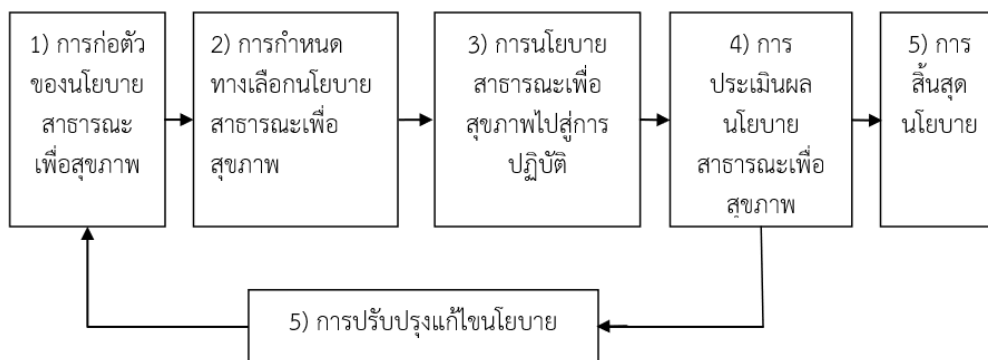 1) การก่อตัว
ของนโยบาย
สาธารณะ
เพื่อสุขภาพ
2) การกำหนด
ทางเลือกนโยบาย
สาธารณะเพื่อ
สุขภาพ
3) การนโยบาย
สาธารณะเพื่อ
สุขภาพไปสู่การ
ปฏิบัติ
4) การ
ประเมินผล
นโยบาย
สาธารณะเพื่อ
สุขภาพ
5) การ
สิ้นสุด
นโยบาย
5) การปรับปรุงแก้ไขนโยบาย